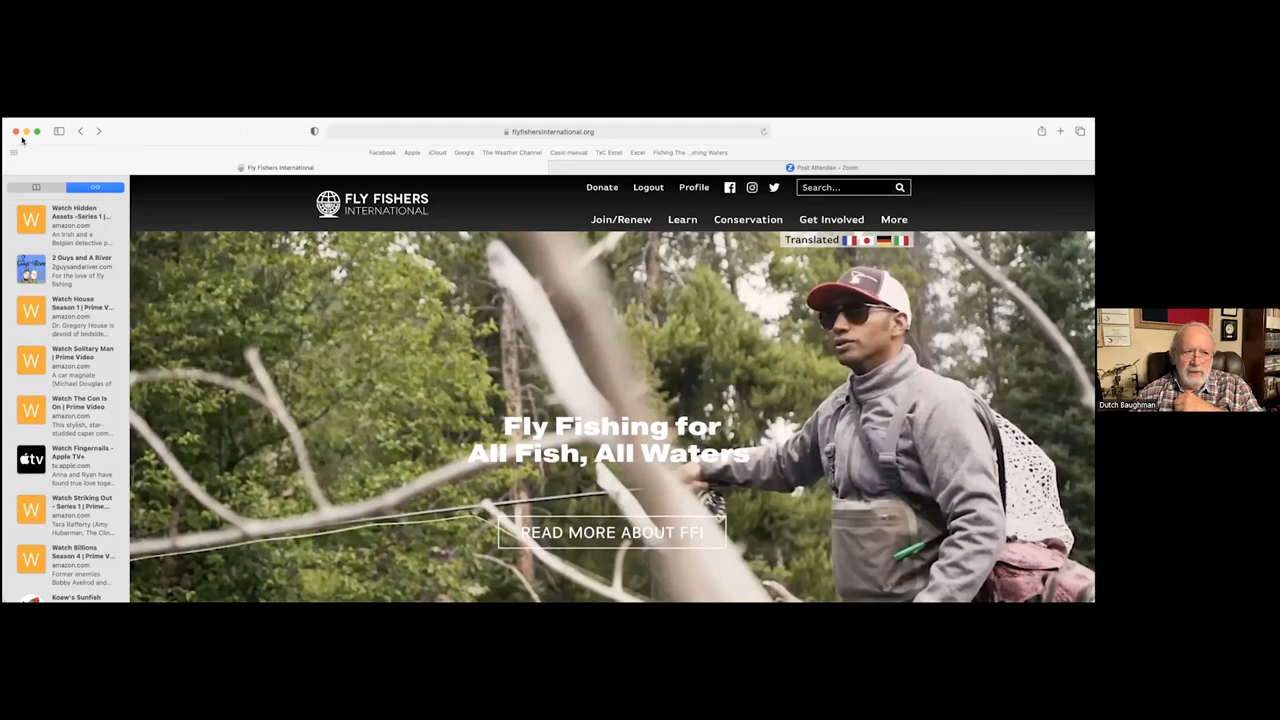 flyfishersinternational.org
Facebook Apple iCloud Google The Weather Channel Casio manual TxC Excel Excel Fishing The ...shing Waters
Fly Fishers International
Post Attendee - Zoom
Donate Logout Profile
Search...
FLY FISHERS
INTERNATIONAL
Join/Renew Learn Conservation Get Involved More
Translated
Watch Hidden
Assets -Series 1 |...
amazon.com
An Irish and a
Belgian detective p...
2 Guys and A River
2guysandariver.com
For the love of fly
fishing
W
Watch House
Season 1 | Prime V...
amazon.com
Dr. Gregory House is
devoid of bedside...
W
Watch Solitary Man
| Prime Video
amazon.com
A car magnate
(Michael Douglas of
W
Watch The Con Is
On | Prime Video
amazon.com
This stylish, star-
studded caper com...
W
Watch Fingernails -
Apple TV+
tv.apple.com
Anna and Ryan have
found true love toge...
tv
Watch Striking Out
- Series 1 | Prime...
amazon.com
Tara Rafferty (Amy
Huberman, The Clin...
W
Watch Billions
Season 4 | Prime V...
amazon.com
Former enemies
Bobby Axelrod and...
W
Koaw's Sunfish
W
Fly Fishing for
All Fish, All Waters
READ MORE ABOUT FFI
Dutch Baughman